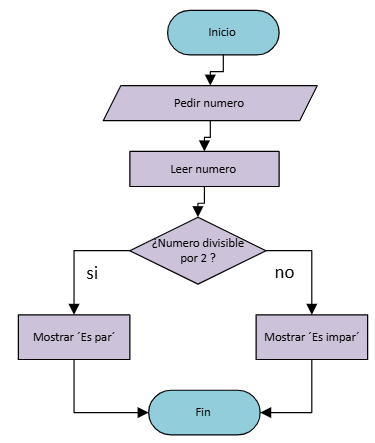 Inicio
Pedir numero
Leer numero
¿Numero divisible
por 2 ?
si
no
Mostrar ´Es par´
Mostrar ´Es impar´
Fin